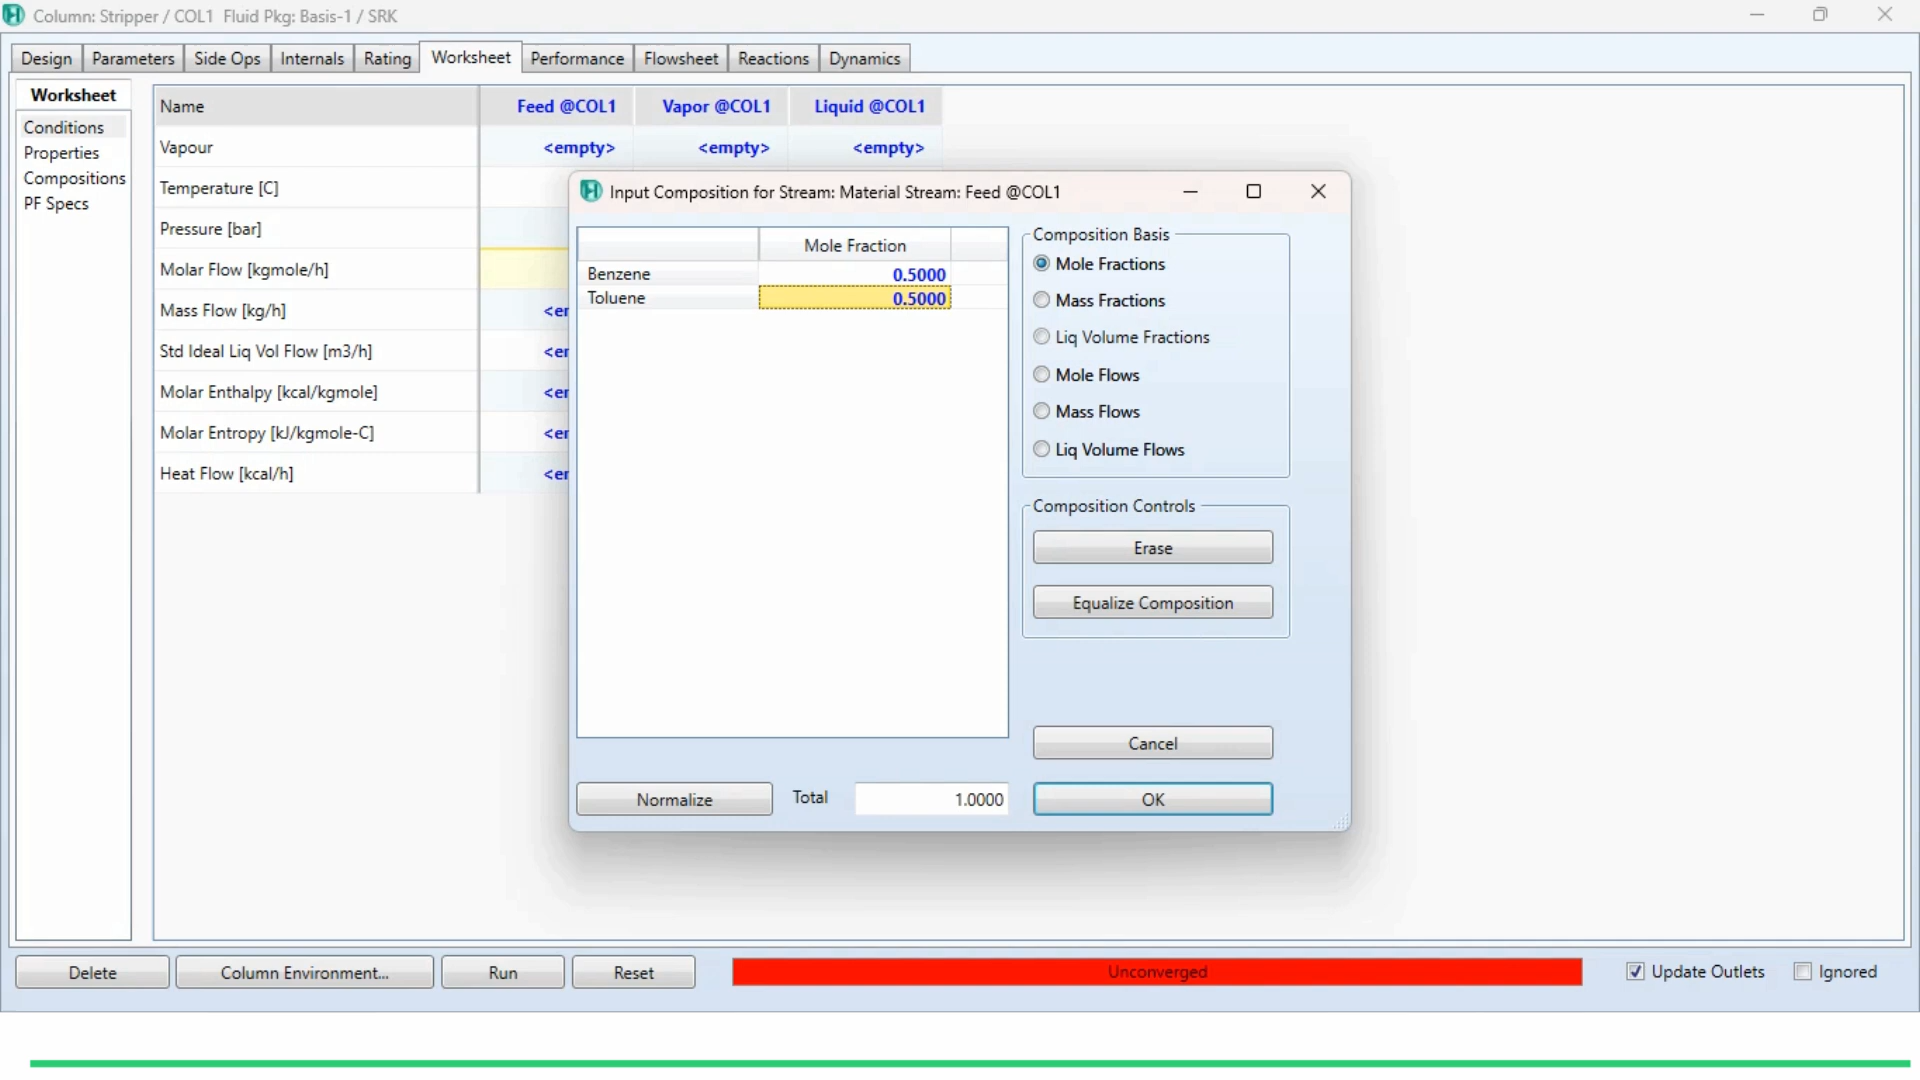 Column: Stripper / COL1 Fluid Pkg: Basis-1 / SRK
Design Parameters Side Ops Internals Rating Worksheet Performance Flowsheet Reactions Dynamics
Worksheet
Conditions
Properties
Compositions
PF Specs
Name Feed @COL1 Vapor @COL1 Liquid @COL1
Vapour <empty> <empty> <empty>
Temperature [C]
Pressure [bar]
Molar Flow [kgmole/h]
Mass Flow [kg/h] <er
Std Ideal Liq Vol Flow [m3/h] <er
Molar Enthalpy [kcal/kgmole] <er
Molar Entropy [kJ/kgmole-C] <er
Heat Flow [kcal/h] <er
Input Composition for Stream: Material Stream: Feed @COL1
Mole Fraction
Benzene 0.5000
Toluene 0.5000
Composition Basis
Mole Fractions
Mass Fractions
Liq Volume Fractions
Mole Flows
Mass Flows
Liq Volume Flows
Composition Controls
Erase
Equalize Composition
Cancel
Normalize Total 1.0000 OK
Delete Column Environment... Run Reset Unconverged Update Outlets Ignored